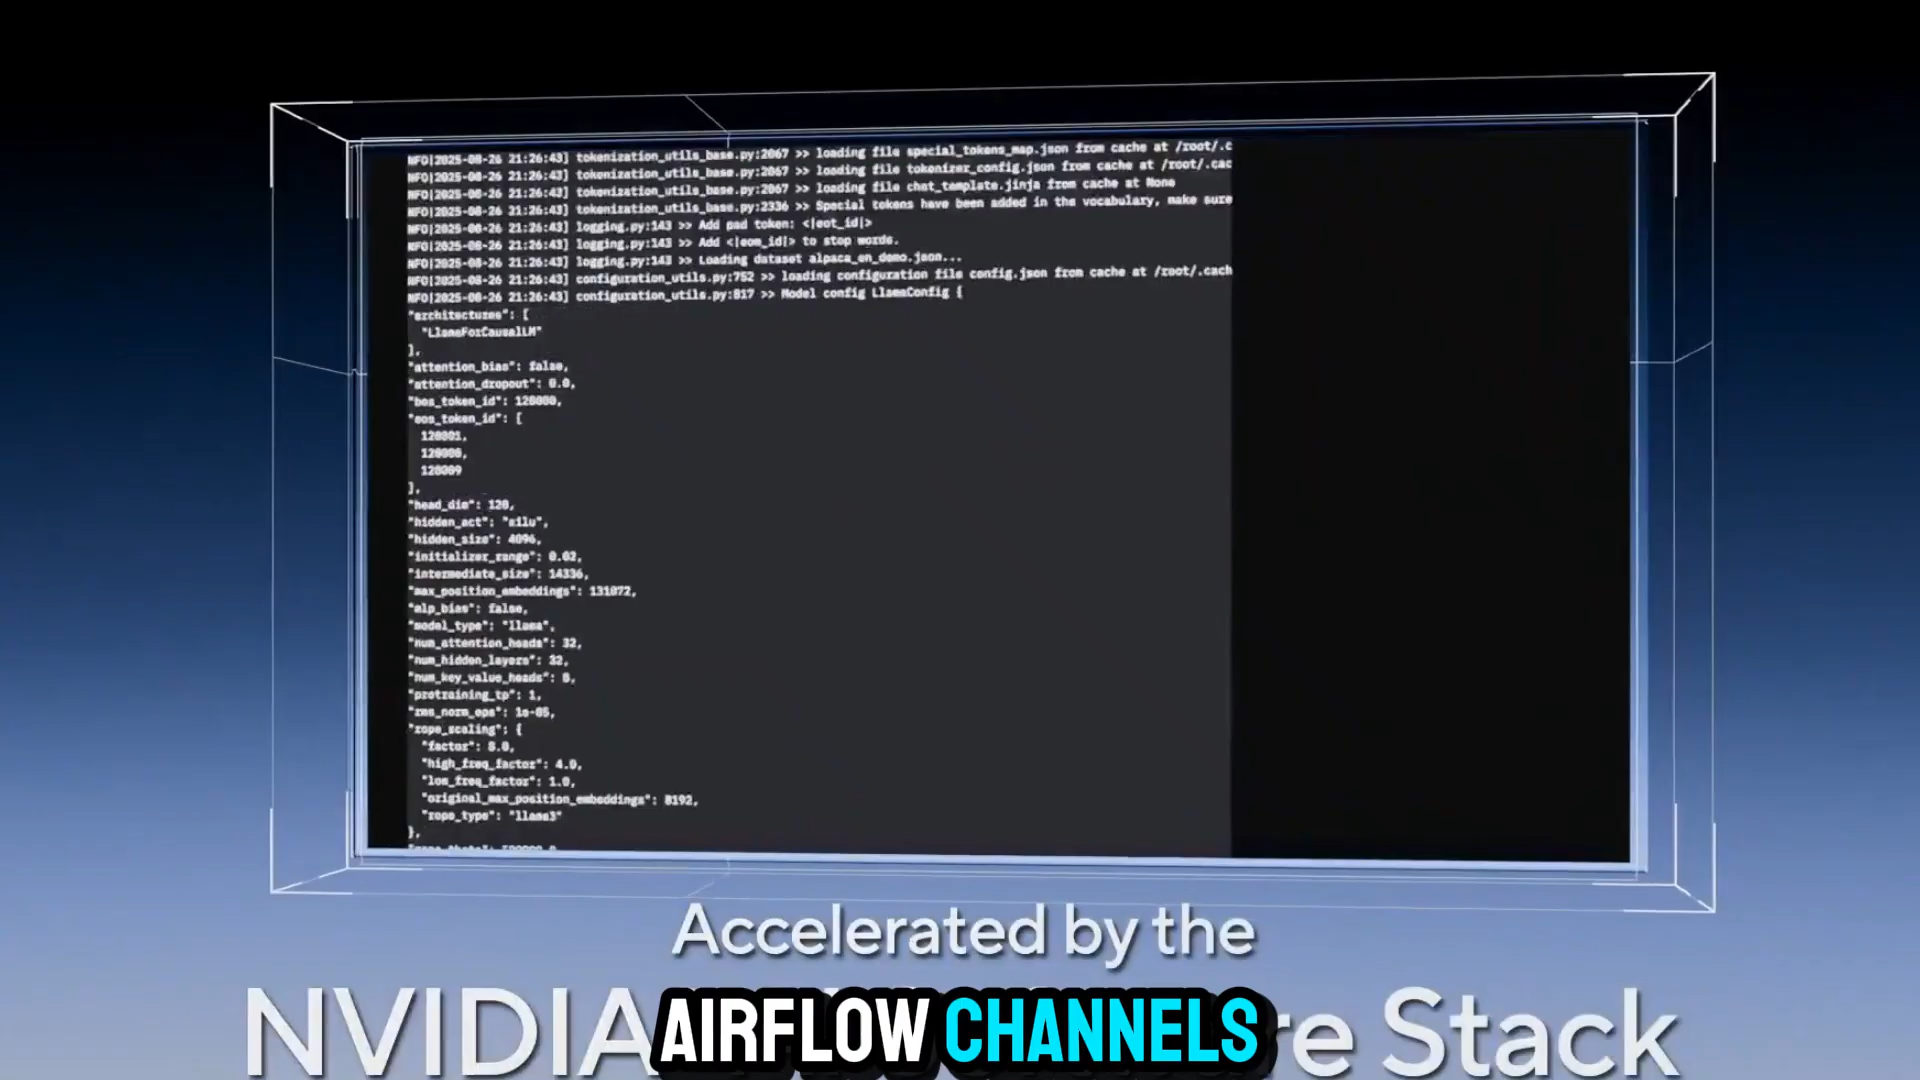 NFO|2025-08-26 21:26:43] tokenization_utils_base.py:2067 >> loading file special_tokens_map.json from cache at /root/.c
NFO|2025-08-26 21:26:43] tokenization_utils_base.py:2067 >> loading file tokenizer_config.json from cache at /root/.cac
NFO|2025-08-26 21:26:43] tokenization_utils_base.py:2067 >> loading file chat_template.jinja from cache at None
NFO|2025-08-26 21:26:43] tokenization_utils_base.py:2336 >> Special tokens have been added in the vocabulary, make sure
NFO|2025-08-26 21:26:43] logging.py:143 >> Add pad token: <|eot_id|>
NFO|2025-08-26 21:26:43] logging.py:143 >> Add <|eom_id|> to stop words.
NFO|2025-08-26 21:26:43] logging.py:143 >> Loading dataset alpaca_en_demo.json...
NFO|2025-08-26 21:26:43] configuration_utils.py:752 >> loading configuration file config.json from cache at /root/.cach
NFO|2025-08-26 21:26:43] configuration_utils.py:817 >> Model config LlamaConfig {
"architectures": [
"LlamaForCausalLM"
],
"attention_bias": false,
"attention_dropout": 0.0,
"bos_token_id": 128000,
"eos_token_id": [
128001,
128008,
128009
],
"head_dim": 128,
"hidden_act": "silu",
"hidden_size": 4096,
"initializer_range": 0.02,
"intermediate_size": 14336,
"max_position_embeddings": 131072,
"mlp_bias": false,
"model_type": "llama",
"num_attention_heads": 32,
"num_hidden_layers": 32,
"num_key_value_heads": 8,
"pretraining_tp": 1,
"rms_norm_eps": 1e-05,
"rope_scaling": {
"factor": 8.0,
"high_freq_factor": 4.0,
"low_freq_factor": 1.0,
"original_max_position_embeddings": 8192,
"rope_type": "llama3"
},
Accelerated by the
NVIDIA re Stack
AIRFLOW CHANNELS